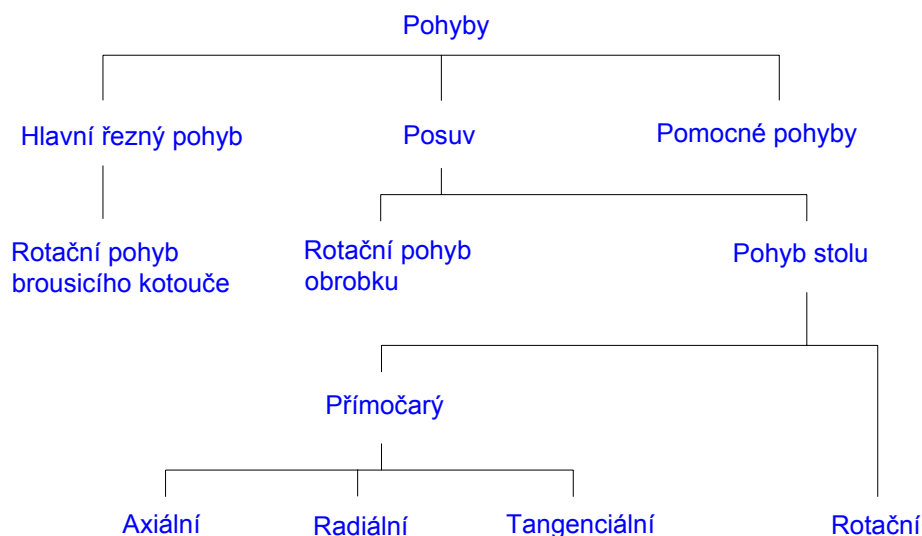 Pohyby
Hlavní řezný pohyb
Posuv
Pomocné pohyby
Rotační pohyb
brousicího kotouče
Rotační pohyb
obrobku
Pohyb stolu
Přímočarý
Axiální
Radiální
Tangenciální
Rotační